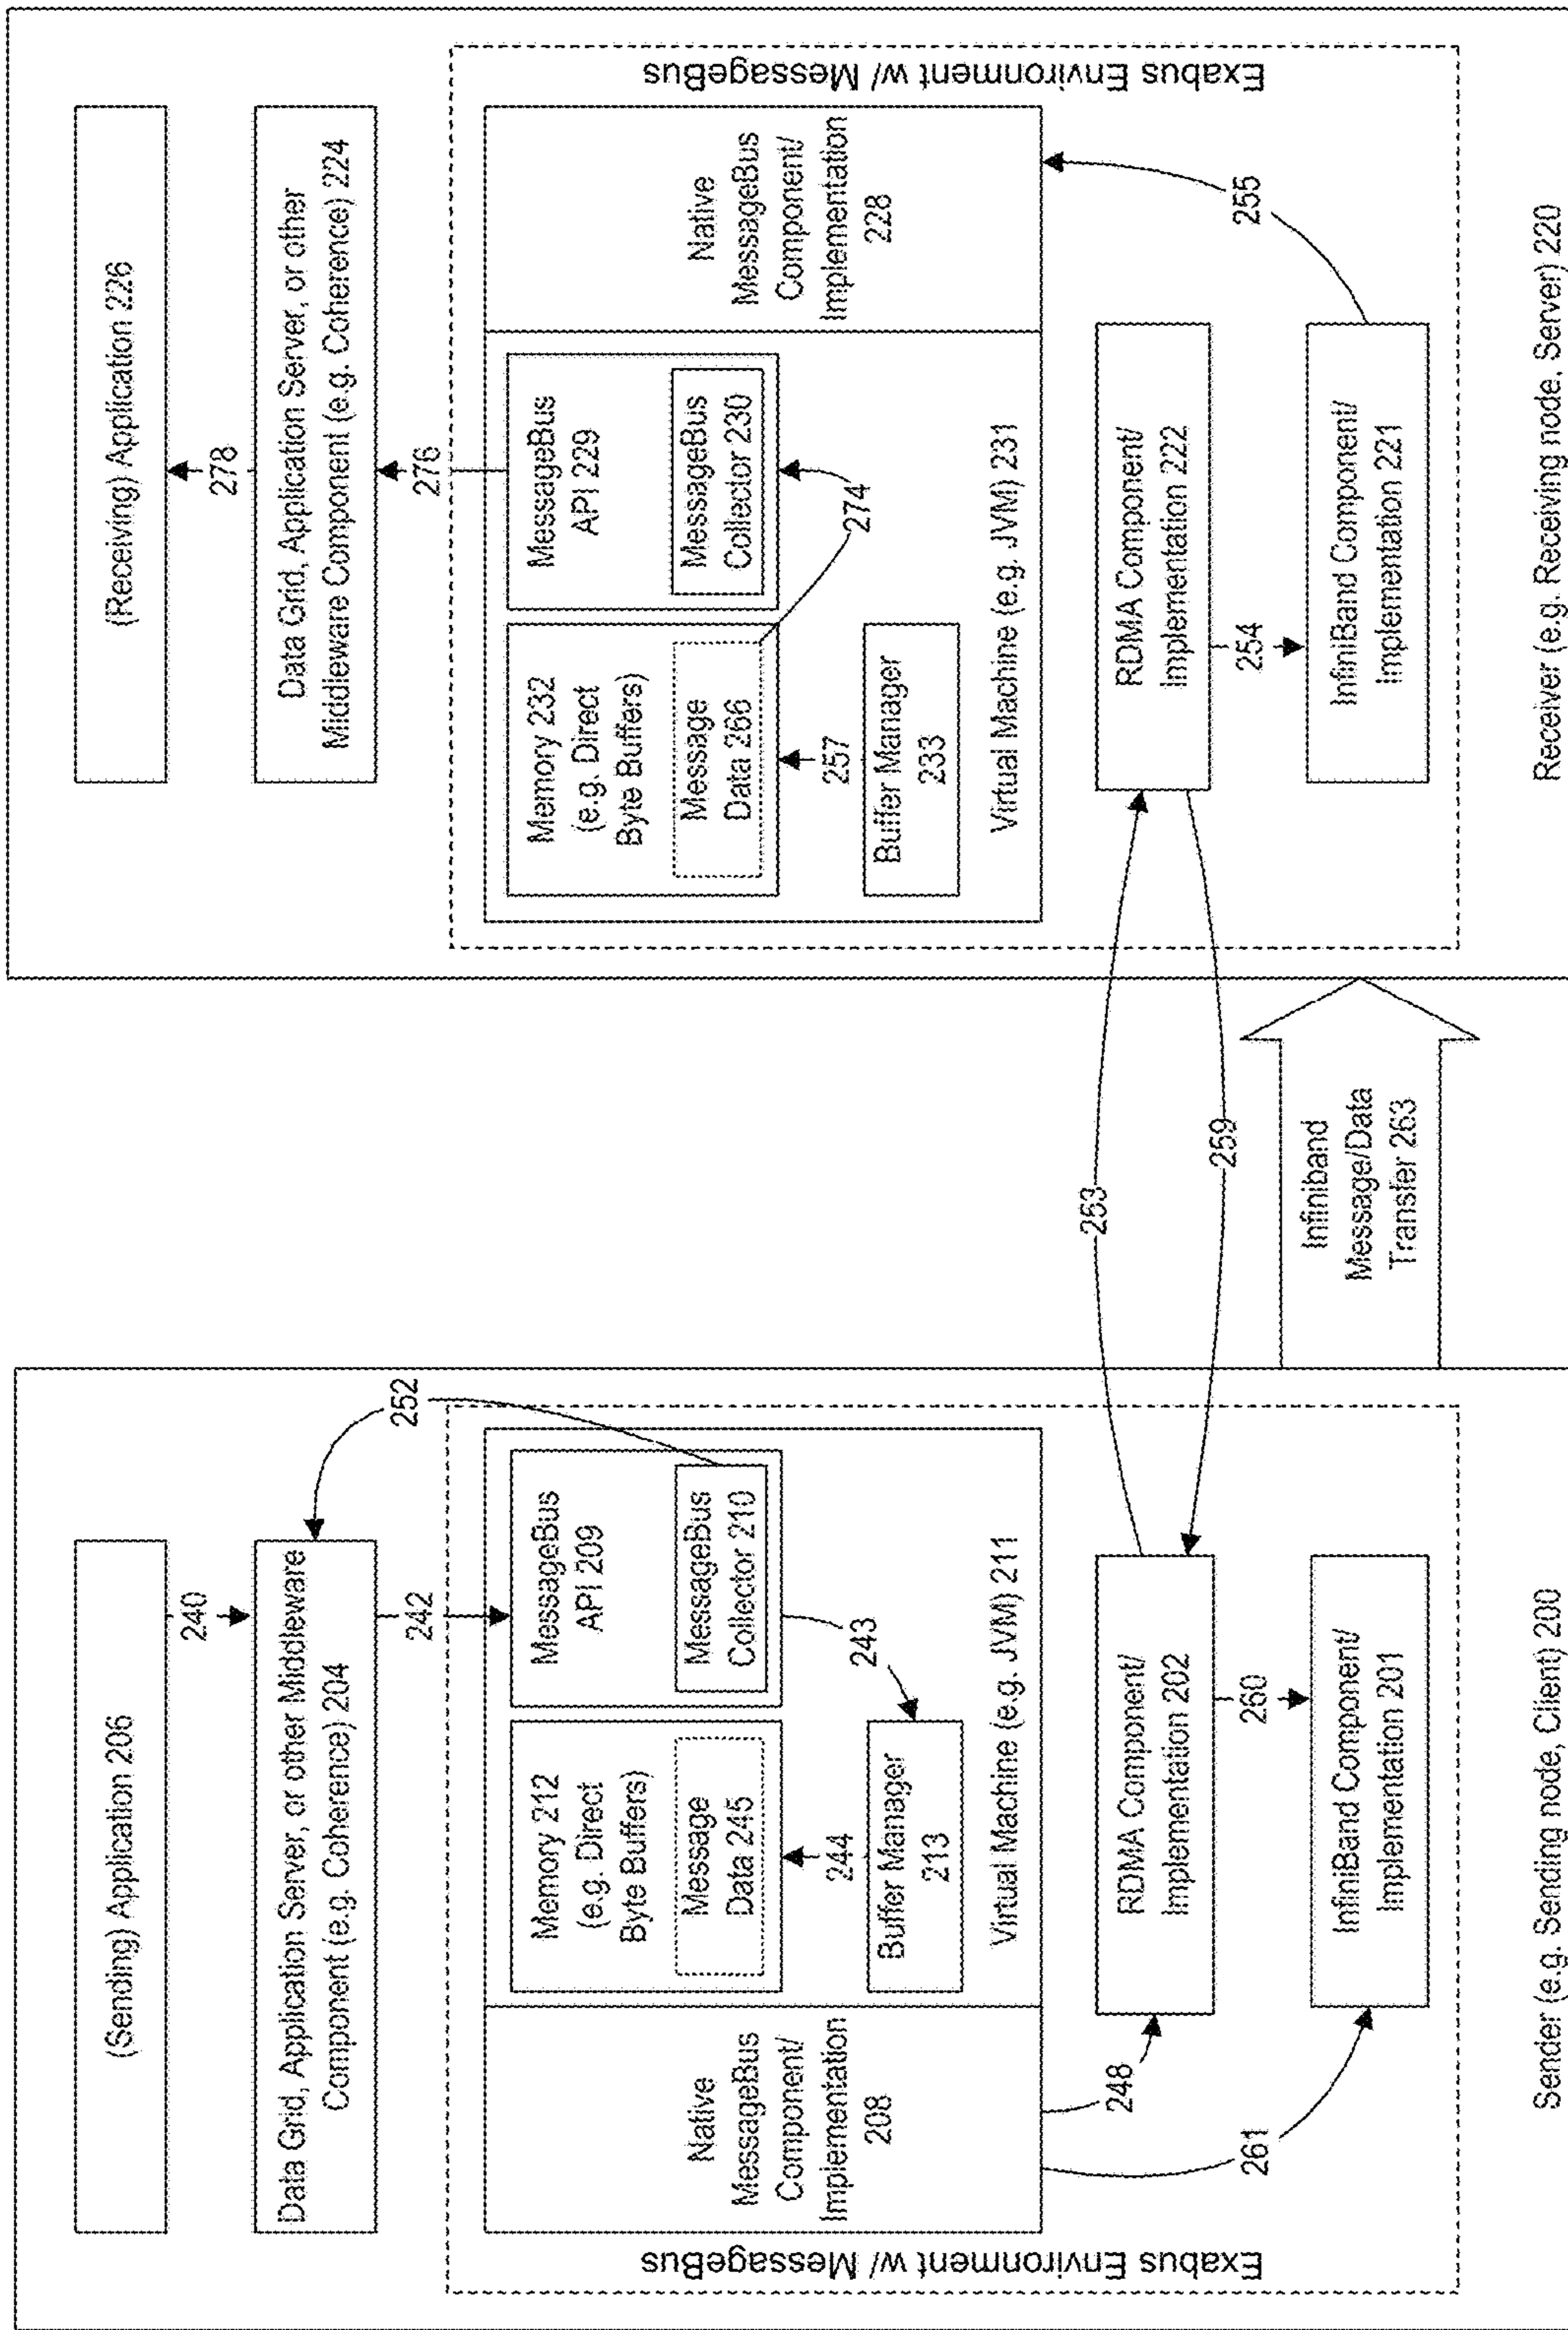 (Sending) Application 206
240
Data Grid, Application Server, or other Middleware
Component (e.g. Coherence) 204
252
242
Exabus Environment w/ MessageBus
Native
MessageBus
Component/
Implementation
208
Memory 212
(e.g. Direct
Byte Buffers)
Message
Data 245
MessageBus
API 209
MessageBus
Collector 210
244
243
Buffer Manager
213
Virtual Machine (e.g. JVM) 211
248
261
RDMA Component/
Implementation 202
260
InfiniBand Component/
Implementation 201
Sender (e.g. Sending node, Client) 200
253
259
Infiniband
Message/Data
Transfer 263
(Receiving) Application 226
278
Data Grid, Application Server, or other
Middleware Component (e.g. Coherence) 224
276
Memory 232
(e.g. Direct
Byte Buffers)
Message
Data 266
MessageBus
API 229
MessageBus
Collector 230
257
274
Buffer Manager
233
Virtual Machine (e.g. JVM) 231
Native
MessageBus
Component/
Implementation
228
Exabus Environment w/ MessageBus
RDMA Component/
Implementation 222
254
255
InfiniBand Component/
Implementation 221
Receiver (e.g. Receiving node, Server) 220